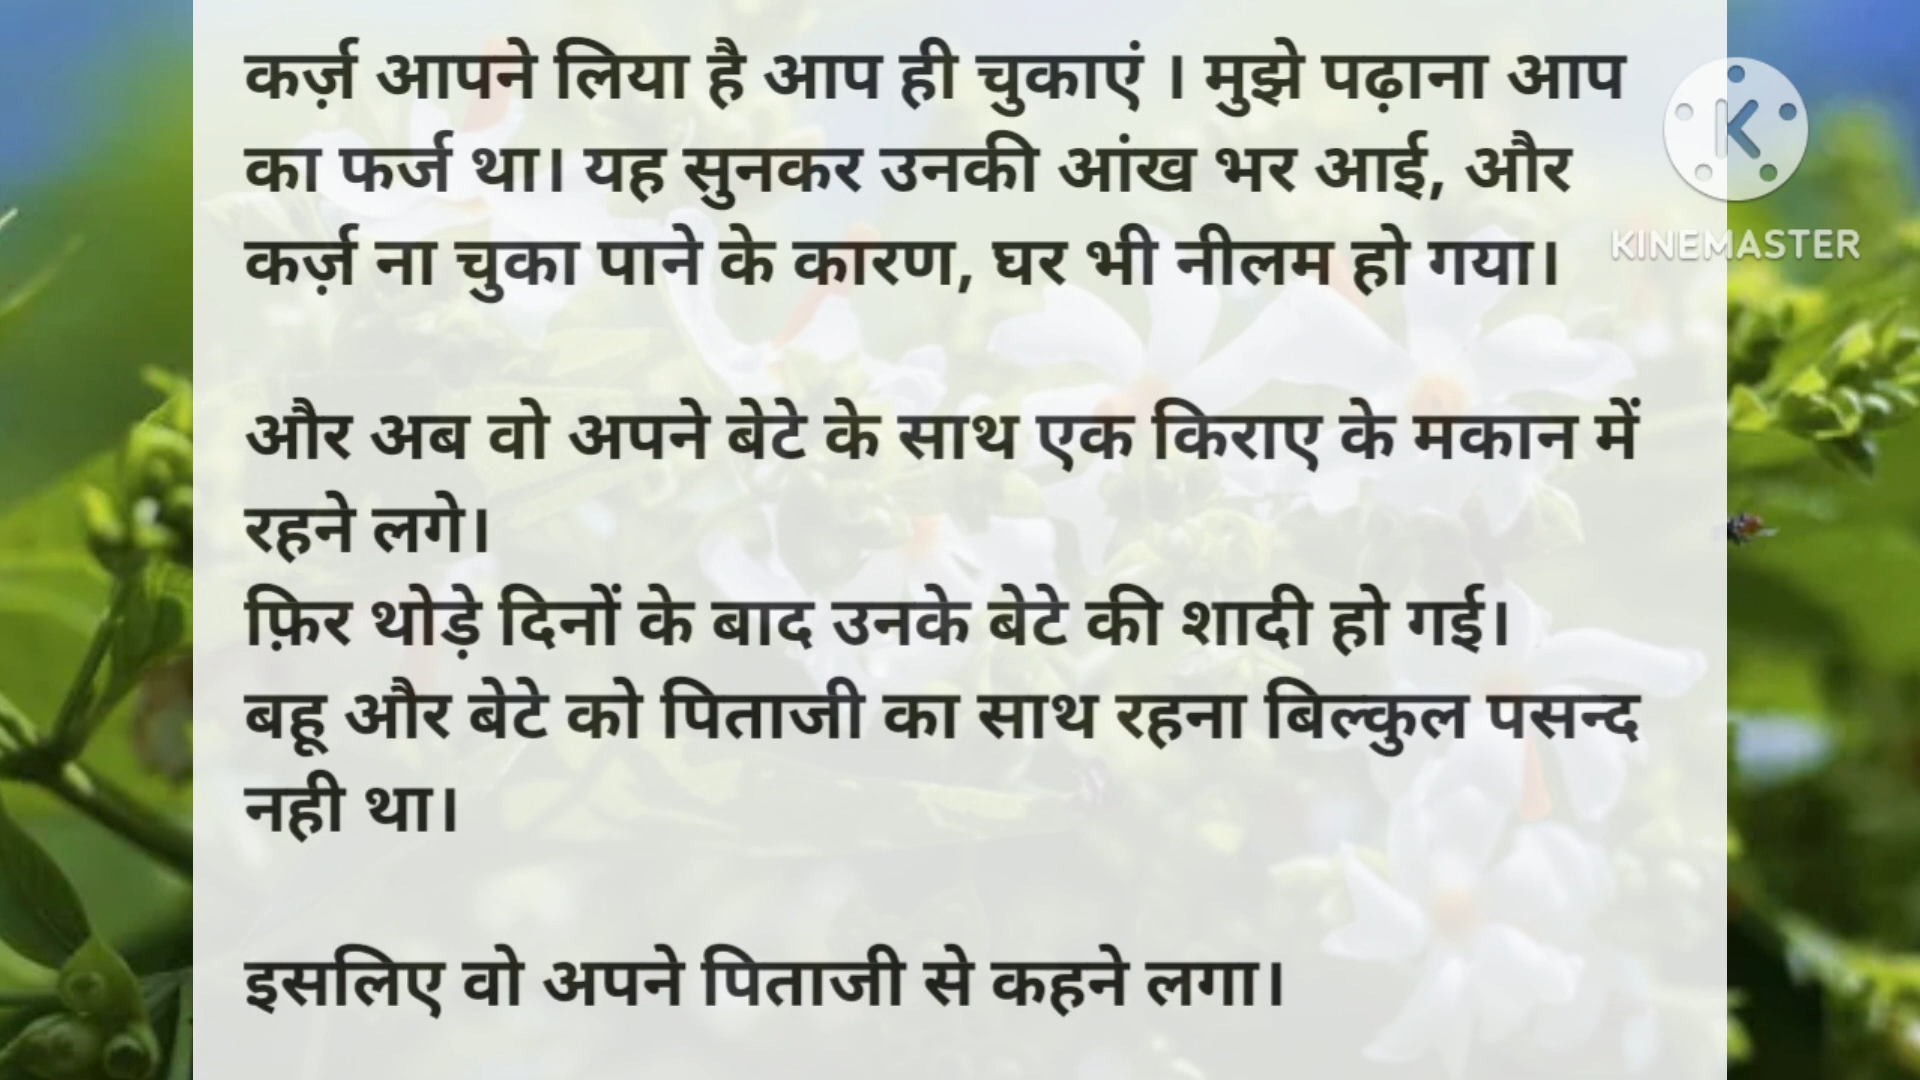 कर्ज़ आपने लिया है आप ही चुकाएं । मुझे पढ़ाना आप
का फर्ज था। यह सुनकर उनकी आंख भर आई, और
कर्ज़ ना चुका पाने के कारण, घर भी नीलम हो गया।
और अब वो अपने बेटे के साथ एक किराए के मकान में
रहने लगे।
फ़िर थोड़े दिनों के बाद उनके बेटे की शादी हो गई।
बहू और बेटे को पिताजी का साथ रहना बिल्कुल पसन्द
नही था।
इसलिए वो अपने पिताजी से कहने लगा।
K
KINEMASTER